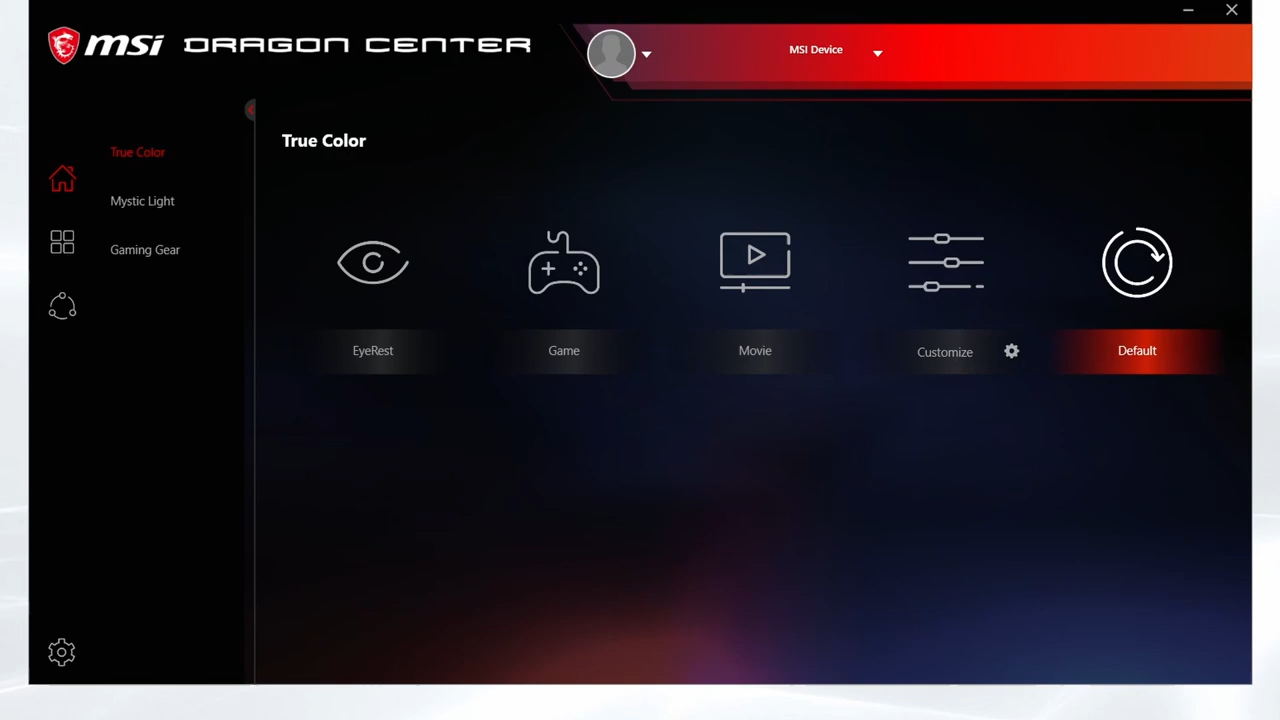 msi DRAGON CENTER
MSI Device
True Color
Mystic Light
Gaming Gear
True Color
EyeRest
Game
Movie
Customize
Default